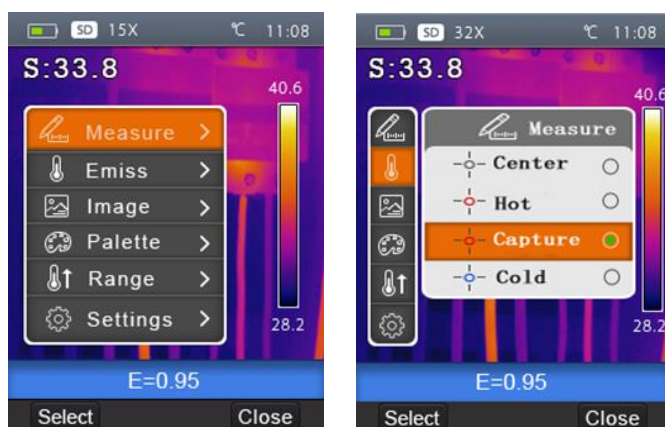 SD 15X ℃ 11:08
S:33.8
40.6
Measure >
Emiss >
Image >
Palette >
Range >
Settings >
28.2
E=0.95
Select Close
SD 32X ℃ 11:08
S:33.8
40.6
Measure
Center
Hot
Capture
Cold
28.2
E=0.95
Select Close